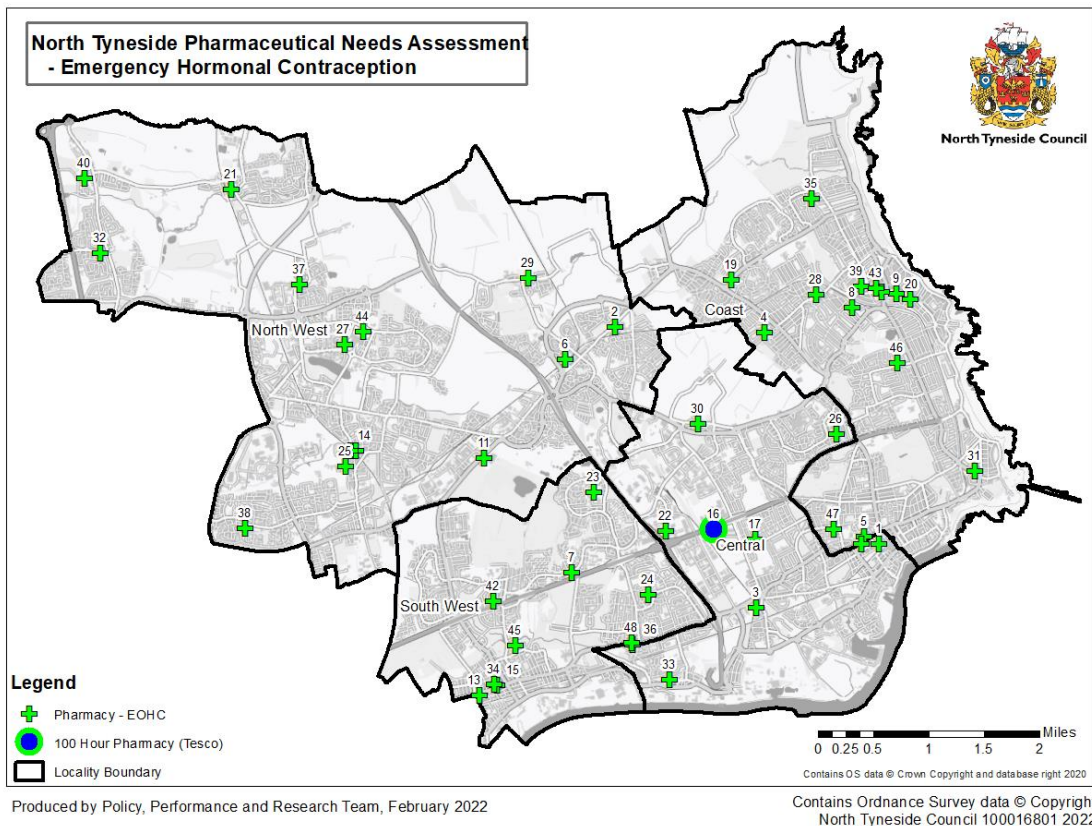 North Tyneside Pharmaceutical Needs Assessment
- Emergency Hormonal Contraception
North Tyneside Council
40
21
35
32
37
29
19
28
39
43
9
20
8
Coast
2
4
North West
27
44
6
46
30
26
14
25
11
31
23
38
22
16
17
47
5
1
Central
7
24
42
South West
3
45
48
36
34
15
13
33
Legend
Pharmacy - EOHC
100 Hour Pharmacy (Tesco)
Locality Boundary
Miles
0 0.25 0.5 1 1.5 2
Contains OS data © Crown Copyright and database right 2020
Produced by Policy, Performance and Research Team, February 2022
Contains Ordnance Survey data © Copyrigh
North Tyneside Council 100016801 2022